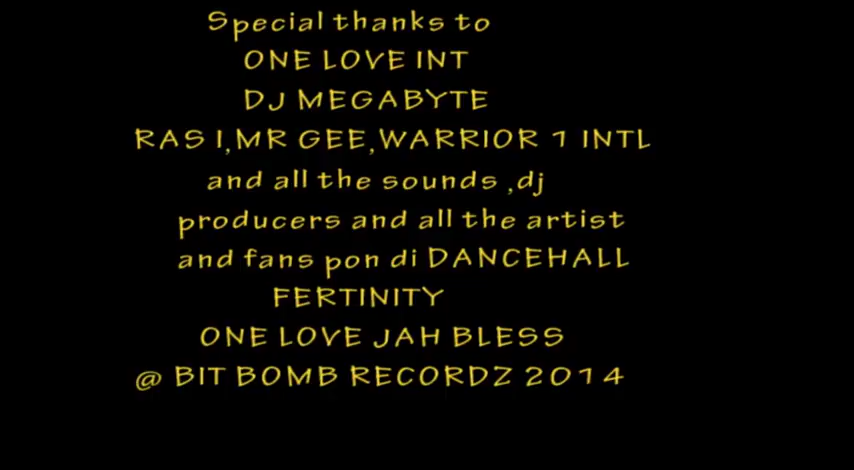 Special thanks to
ONE LOVE INT
DJ MEGABYTE
RAS I,MR GEE,WARRIOR 1 INTL
and all the sounds ,dj
producers and all the artist
and fans pon di DANCEHALL
FERTINITY
ONE LOVE JAH BLESS
@ BIT BOMB RECORDZ 2014